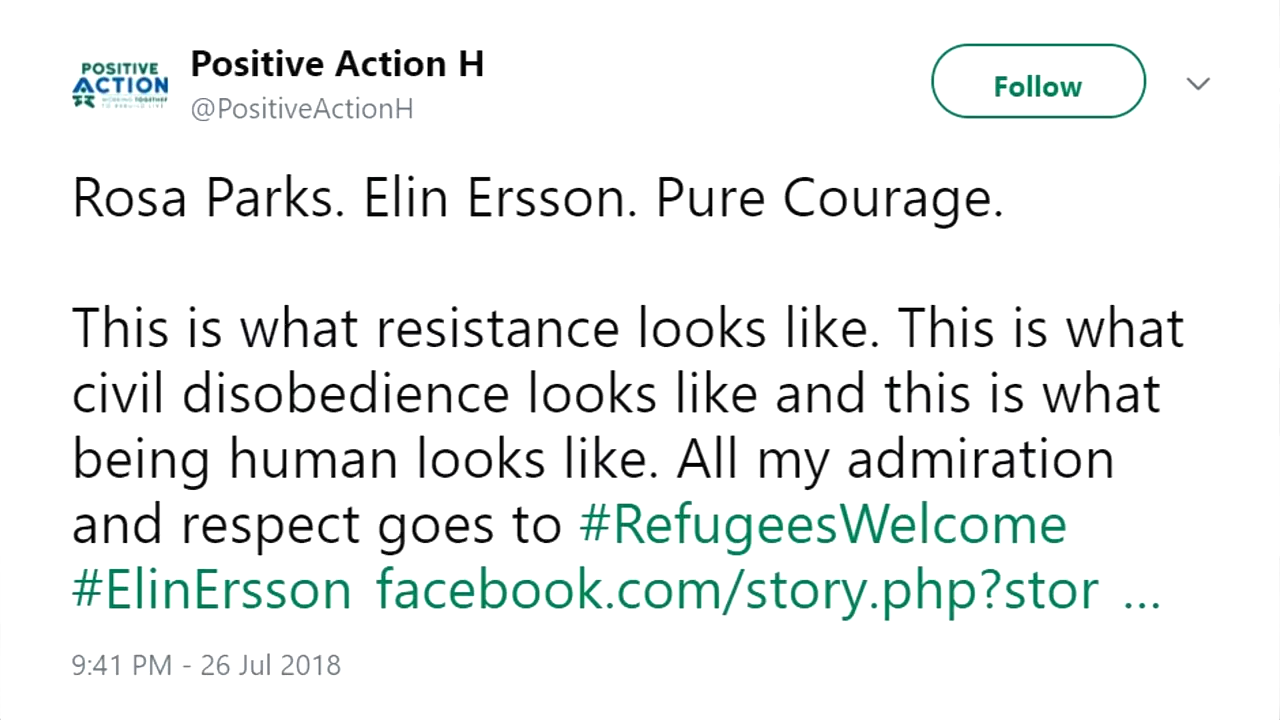 POSITIVE
ACTION
WORKING TOGETHER
Positive Action H
@PositiveActionH
Follow
Rosa Parks. Elin Ersson. Pure Courage.
This is what resistance looks like. This is what
civil disobedience looks like and this is what
being human looks like. All my admiration
and respect goes to #RefugeesWelcome
#ElinErsson facebook.com/story.php?stor …
9:41 PM - 26 Jul 2018